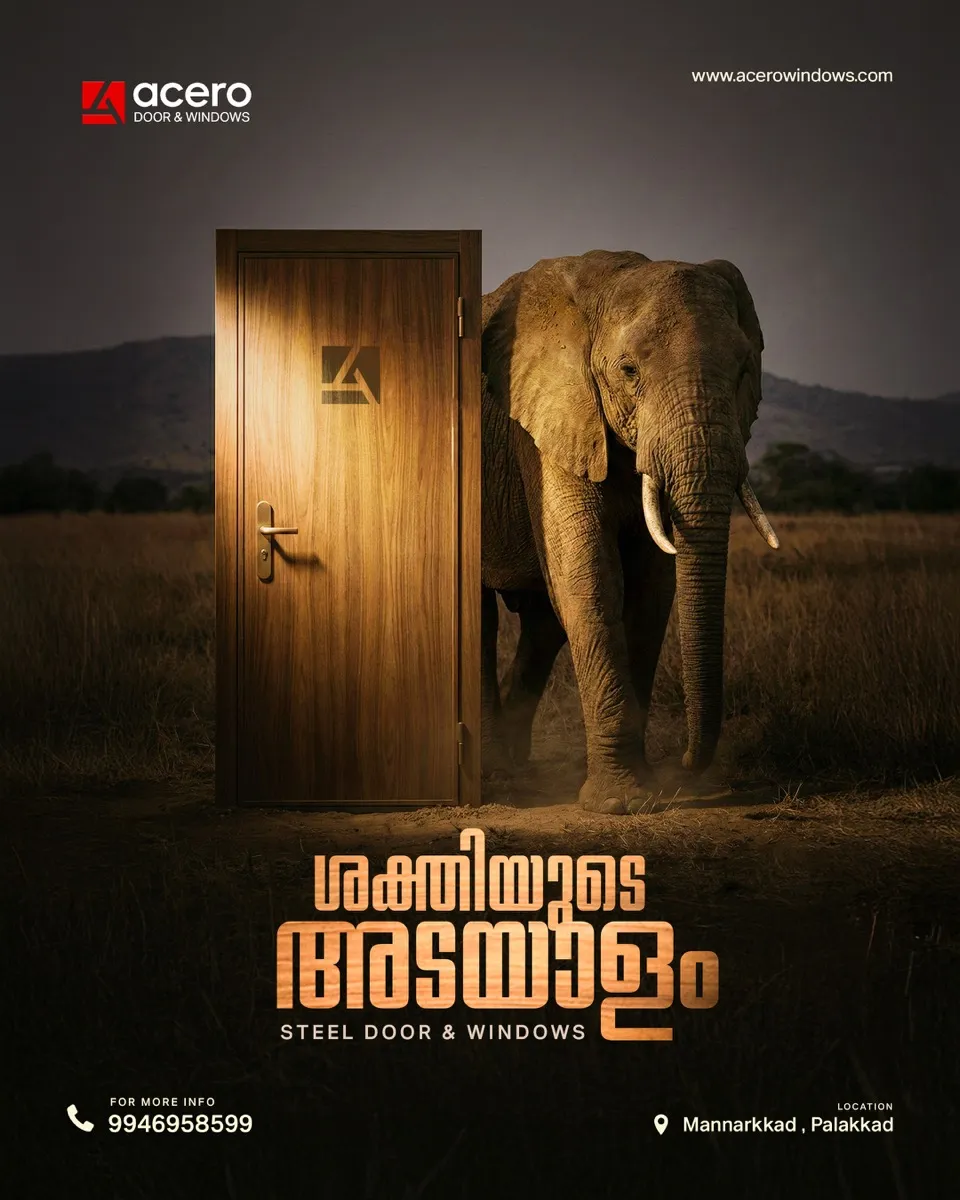 acero
DOOR & WINDOWS
www.acerowindows.com
ശക്തിയുടെ
അടയാളം
STEEL DOOR & WINDOWS
FOR MORE INFO
9946958599
LOCATION
Mannarkkad , Palakkad